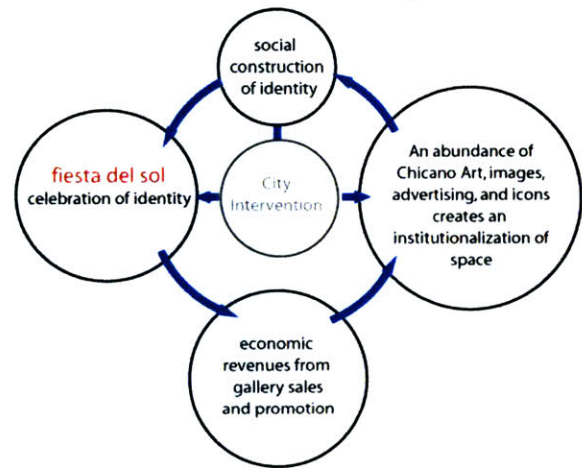 social
construction
of identity
fiesta del sol
celebration of identity
City
Intervention
An abundance of
Chicano Art, images,
advertising, and icons
creates an
institutionalization of
space
economic
revenues from
gallery sales
and promotion